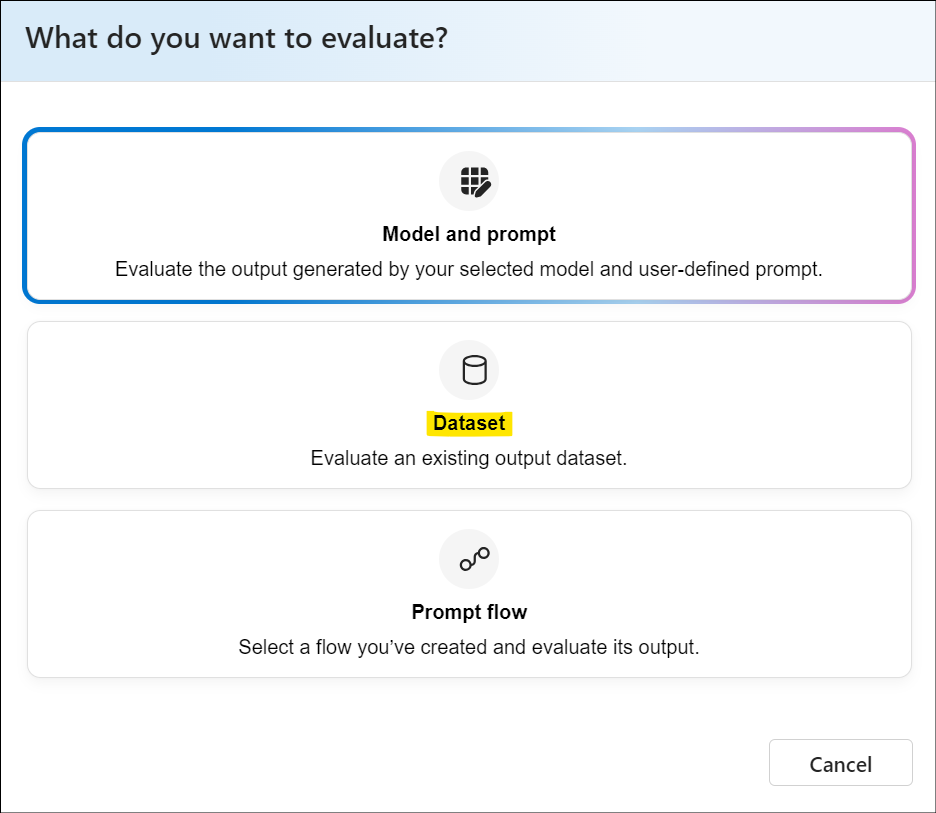 What do you want to evaluate?
Model and prompt
Evaluate the output generated by your selected model and user-defined prompt.
Dataset
Evaluate an existing output dataset.
Prompt flow
Select a flow you’ve created and evaluate its output.
Cancel